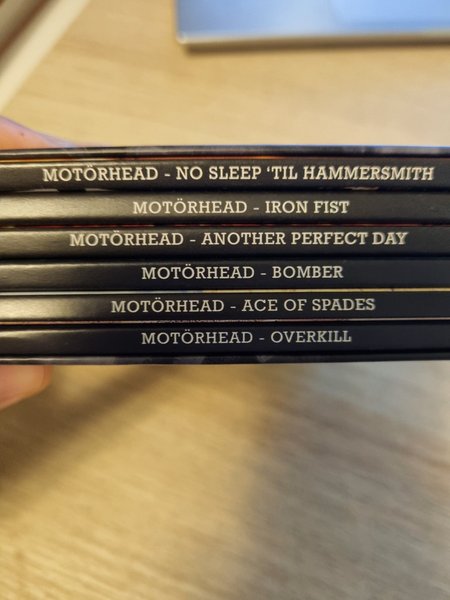 MOTÖRHEAD - NO SLEEP ‘TIL HAMMERSMITH
MOTÖRHEAD - IRON FIST
MOTÖRHEAD - ANOTHER PERFECT DAY
MOTÖRHEAD - BOMBER
MOTÖRHEAD - ACE OF SPADES
MOTÖRHEAD - OVERKILL